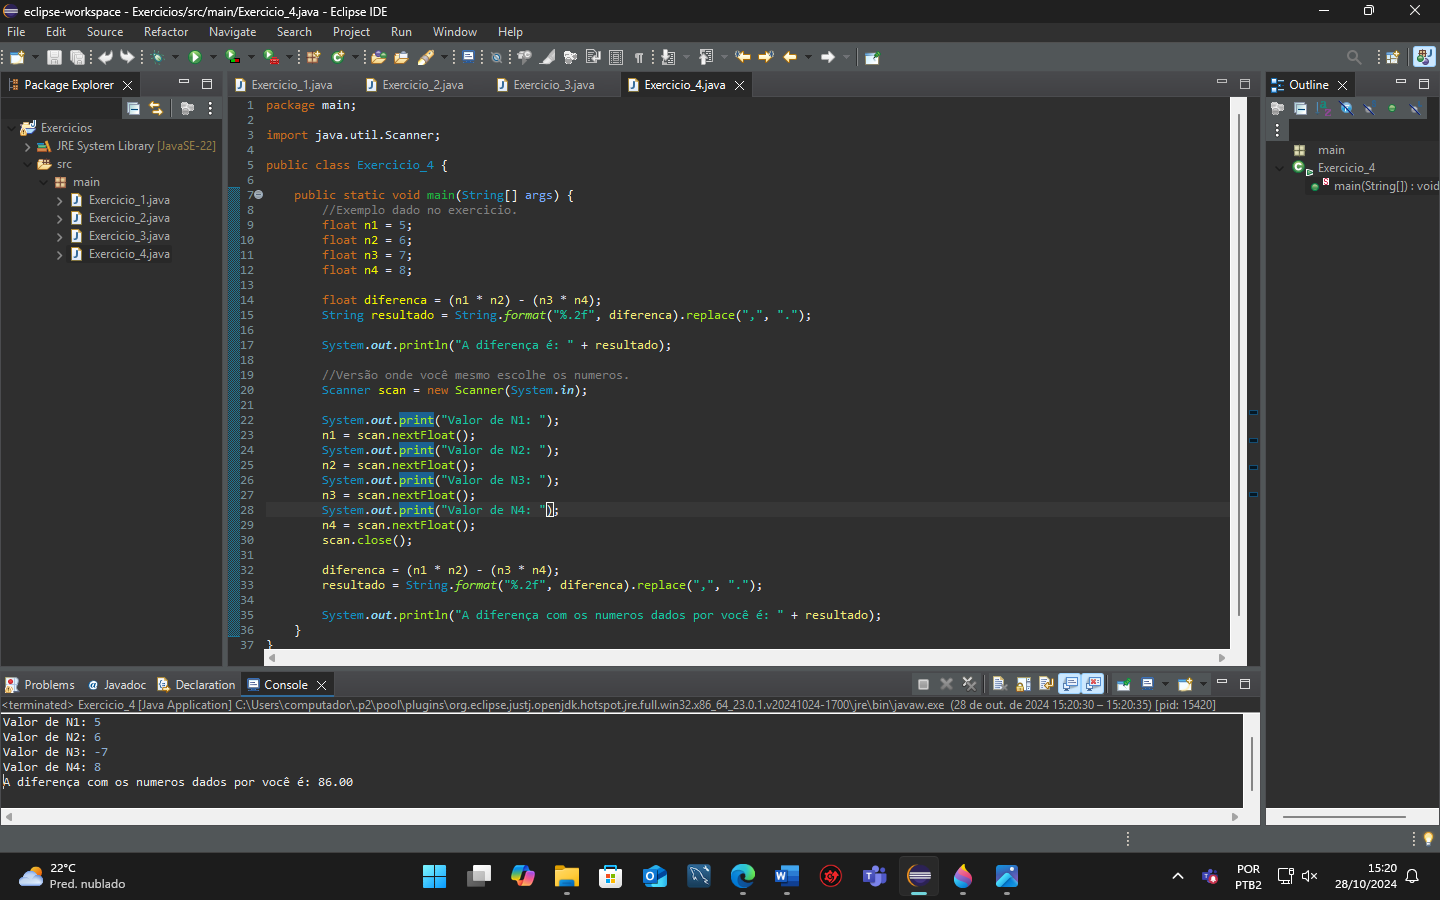 eclipse-workspace - Exercicios/src/main/Exercicio_4.java - Eclipse IDE
File Edit Source Refactor Navigate Search Project Run Window Help
Package Explorer
Exercicios
JRE System Library [JavaSE-22]
src
main
Exercicio_1.java
Exercicio_2.java
Exercicio_3.java
Exercicio_4.java
Exercicio_1.java Exercicio_2.java Exercicio_3.java Exercicio_4.java
1 package main;
2
3 import java.util.Scanner;
4
5 public class Exercicio_4 {
6
7 public static void main(String[] args) {
8 //Exemplo dado no exercicio.
9 float n1 = 5;
10 float n2 = 6;
11 float n3 = 7;
12 float n4 = 8;
13
14 float diferenca = (n1 * n2) - (n3 * n4);
15 String resultado = String.format("%.2f", diferenca).replace(",", ".");
16
17 System.out.println("A diferença é: " + resultado);
18
19 //Versão onde você mesmo escolhe os numeros.
20 Scanner scan = new Scanner(System.in);
21
22 System.out.print("Valor de N1: ");
23 n1 = scan.nextFloat();
24 System.out.print("Valor de N2: ");
25 n2 = scan.nextFloat();
26 System.out.print("Valor de N3: ");
27 n3 = scan.nextFloat();
28 System.out.print("Valor de N4: ");
29 n4 = scan.nextFloat();
30 scan.close();
31
32 diferenca = (n1 * n2) - (n3 * n4);
33 resultado = String.format("%.2f", diferenca).replace(",", ".");
34
35 System.out.println("A diferença com os numeros dados por você é: " + resultado);
36 }
37 }
Outline
main
Exercicio_4
main(String[]) : void
Problems Javadoc Declaration Console
<terminated> Exercicio_4 [Java Application] C:\Users\computador\.p2\pool\plugins\org.eclipse.justj.openjdk.hotspot.jre.full.win32.x86_64_23.0.1.v20241024-1700\jre\bin\javaw.exe (28 de out. de 2024 15:20:30 – 15:20:35) [pid: 15420]
Valor de N1: 5
Valor de N2: 6
Valor de N3: -7
Valor de N4: 8
A diferença com os numeros dados por você é: 86.00
22°C
Pred. nublado
POR
PTB2
15:20
28/10/2024